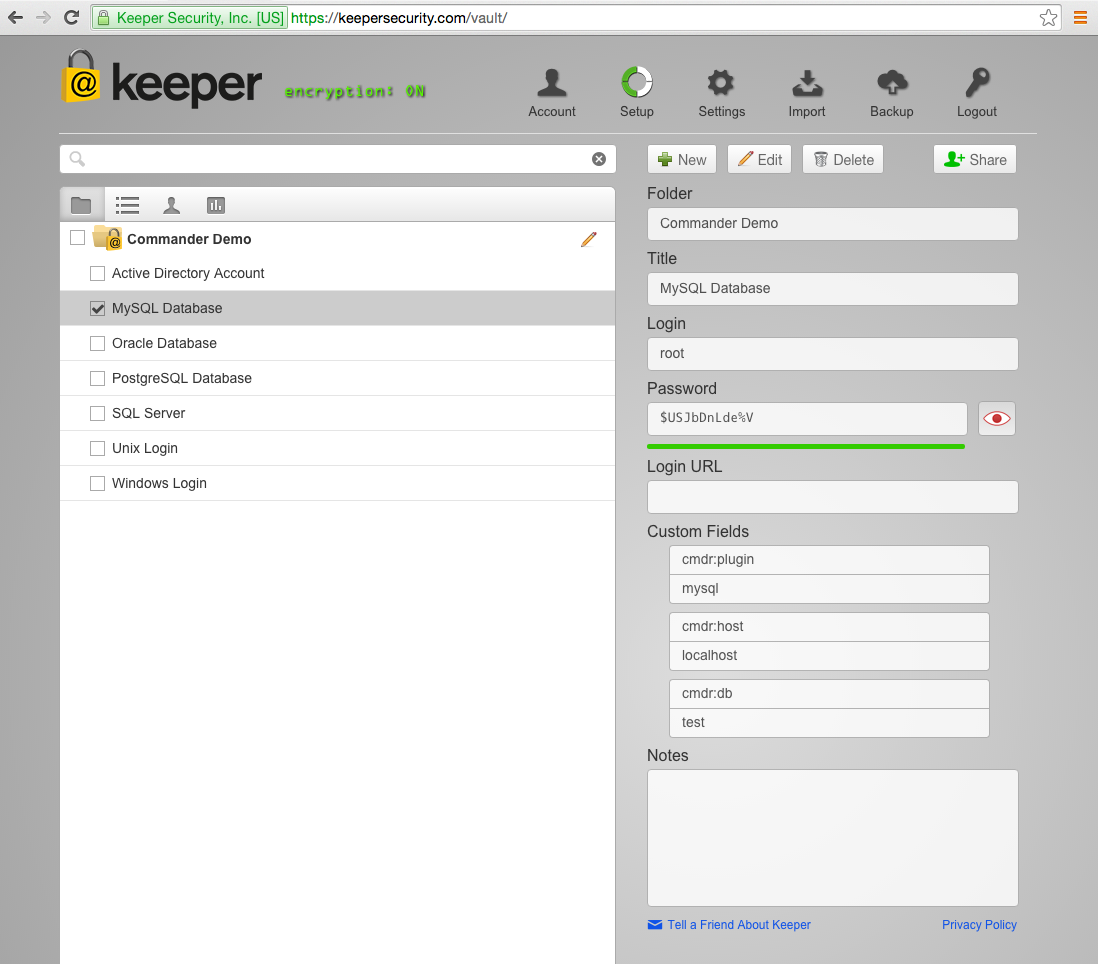 Keeper Security, Inc. [US] https://keepersecurity.com/vault/
@ keeper
encryption: ON
Account Setup Settings Import Backup Logout
New Edit Delete Share
Folder
Commander Demo
Title
MySQL Database
Login
root
Password
$USJbDnLde%V
Login URL
Custom Fields
cmdr:plugin
mysql
cmdr:host
localhost
cmdr:db
test
Notes
Tell a Friend About Keeper Privacy Policy
@ Commander Demo
Active Directory Account
MySQL Database
Oracle Database
PostgreSQL Database
SQL Server
Unix Login
Windows Login